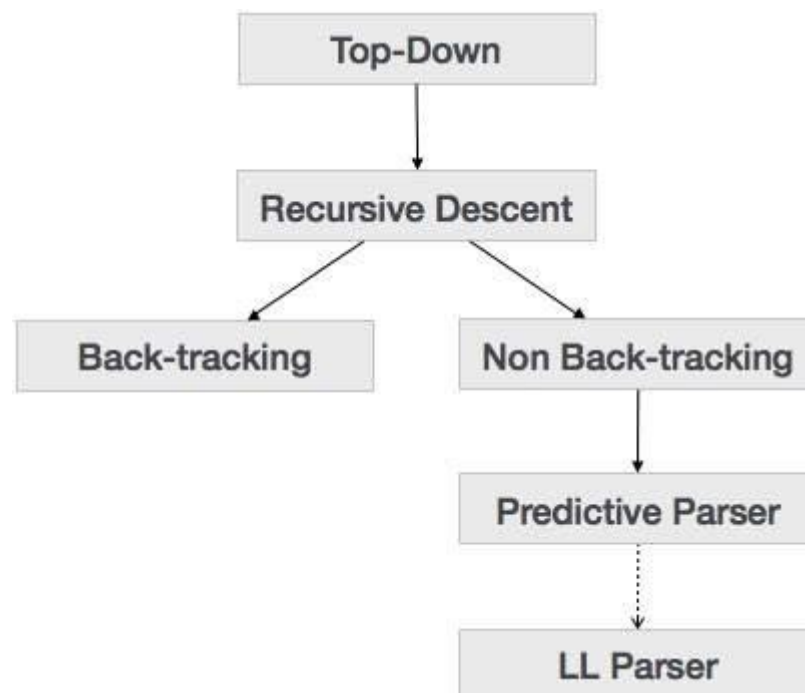 Top-Down
Recursive Descent
Back-tracking
Non Back-tracking
Predictive Parser
LL Parser